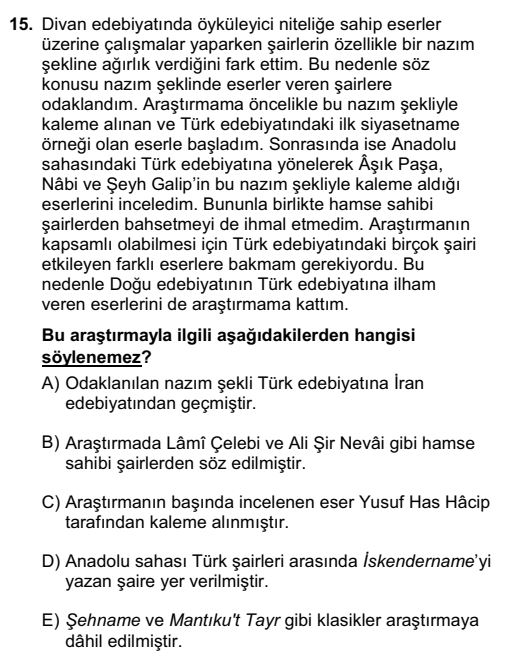 15. Divan edebiyatında öyküleyici niteliğe sahip eserler
üzerine çalışmalar yaparken şairlerin özellikle bir nazım
şekline ağırlık verdiğini fark ettim. Bu nedenle söz
konusu nazım şeklinde eserler veren şairlere
odaklandım. Araştırmama öncelikle bu nazım şekliyle
kaleme alınan ve Türk edebiyatındaki ilk siyasetname
örneği olan eserle başladım. Sonrasında ise Anadolu
sahasındaki Türk edebiyatına yönelerek Âşık Paşa,
Nâbi ve Şeyh Galip'in bu nazım şekliyle kaleme aldığı
eserlerini inceledim. Bununla birlikte hamse sahibi
şairlerden bahsetmeyi de ihmal etmedim. Araştırmanın
kapsamlı olabilmesi için Türk edebiyatındaki birçok şairi
etkileyen farklı eserlere bakmam gerekiyordu. Bu
nedenle Doğu edebiyatının Türk edebiyatına ilham
veren eserlerini de araştırmama kattım.
Bu araştırmayla ilgili aşağıdakilerden hangisi
söylenemez?
A) Odaklanılan nazım şekli Türk edebiyatına İran
edebiyatından geçmiştir.
B) Araştırmada Lâmî Çelebi ve Ali Şir Nevâi gibi hamse
sahibi şairlerden söz edilmiştir.
C) Araştırmanın başında incelenen eser Yusuf Has Hâcip
tarafından kaleme alınmıştır.
D) Anadolu sahası Türk şairleri arasında İskendername'yi
yazan şaire yer verilmiştir.
E) Şehname ve Mantıku't Tayr gibi klasikler araştırmaya
dâhil edilmiştir.